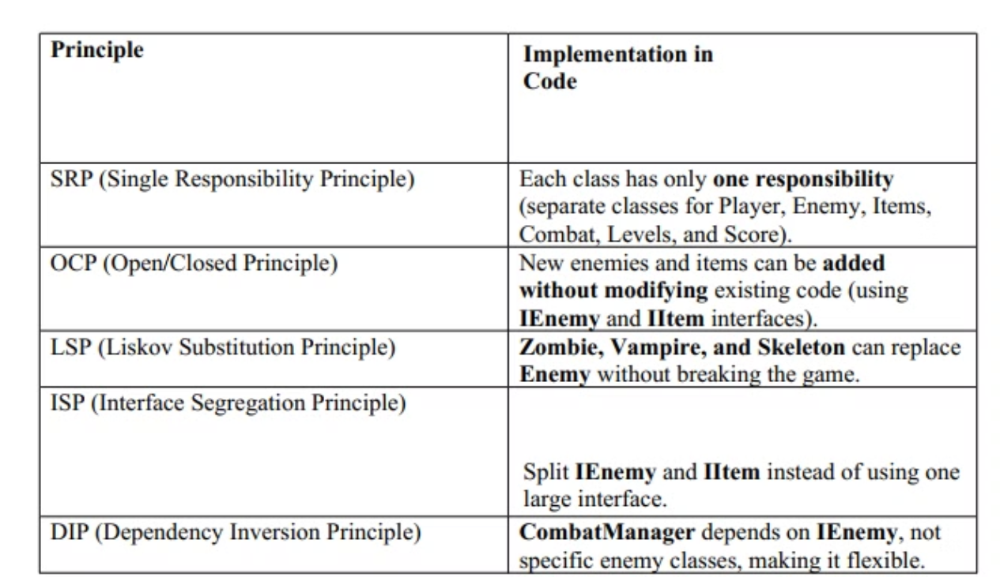 Principle
Implementation in
Code
SRP (Single Responsibility Principle)
Each class has only one responsibility
(separate classes for Player, Enemy, Items,
Combat, Levels, and Score).
OCP (Open/Closed Principle)
New enemies and items can be added
without modifying existing code (using
IEnemy and IItem interfaces).
LSP (Liskov Substitution Principle)
Zombie, Vampire, and Skeleton can replace
Enemy without breaking the game.
ISP (Interface Segregation Principle)
Split IEnemy and IItem instead of using one
large interface.
DIP (Dependency Inversion Principle)
CombatManager depends on IEnemy, not
specific enemy classes, making it flexible.